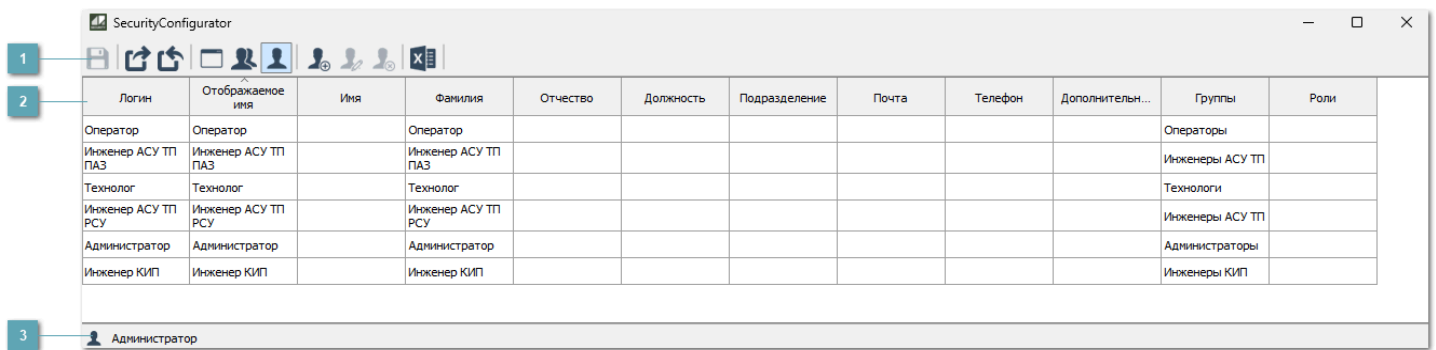 SecurityConfigurator
1
2
Логин Отображаемое имя Имя Фамилия Отчество Должность Подразделение Почта Телефон Дополнительн... Группы Роли
Оператор Оператор Оператор Операторы
Инженер АСУ ТП ПАЗ Инженер АСУ ТП ПАЗ Инженер АСУ ТП ПАЗ Инженеры АСУ ТП
Технолог Технолог Технолог Технологи
Инженер АСУ ТП РСУ Инженер АСУ ТП РСУ Инженер АСУ ТП РСУ Инженеры АСУ ТП
Администратор Администратор Администратор Администраторы
Инженер КИП Инженер КИП Инженер КИП Инженеры КИП
3
Администратор